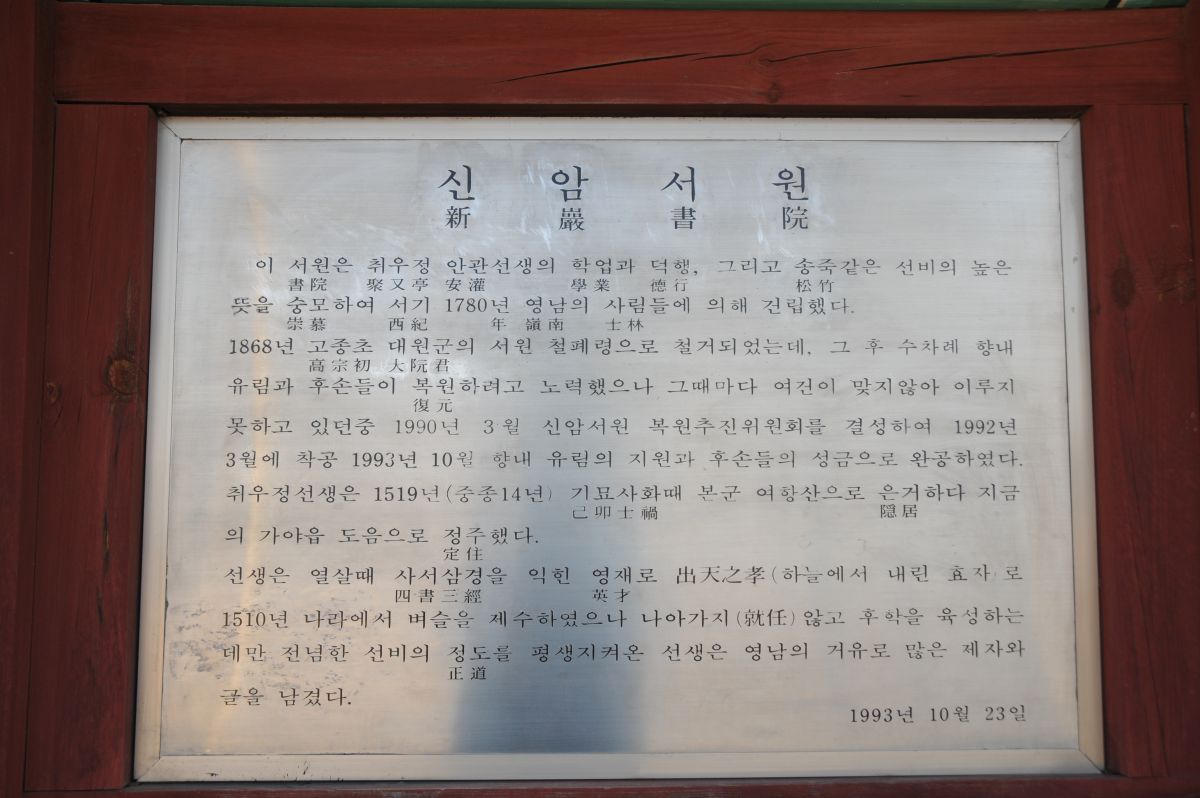 신 암 서 원
新 巖 書 院
이 서원은 취우정 안관선생의 학업과 덕행, 그리고 송죽같은 선비의 높은
書院 聚又亭 安灌 學業 德行 松竹
뜻을 숭모하여 서기 1780년 영남의 사림들에 의해 건립했다.
崇慕 西紀 年 嶺南 士林
1868년 고종초 대원군의 서원 철폐령으로 철거되었는데, 그 후 수차례 향내
高宗初 大院君
유림과 후손들이 복원하려고 노력했으나 그때마다 여건이 맞지않아 이루지
復元
못하고 있던중 1990년 3월 신암서원 복원추진위원회를 결성하여 1992년
3월에 착공 1993년 10월 향내 유림의 지원과 후손들의 성금으로 완공하였다.
취우정선생은 1519년(중종14년) 기묘사화때 본군 여항산으로 은거하다 지금
己卯士禍 隱居
의 가야읍 도음으로 정주했다.
定住
선생은 열살때 사서삼경을 익힌 영재로 出天之孝(하늘에서 내린 효자)로
四書三經 英才
1510년 나라에서 벼슬을 제수하였으나 나아가지(就任)않고 후학을 육성하는
데만 전념한 선비의 정도를 평생지켜온 선생은 영남의 거유로 많은 제자와
正道
글을 남겼다.
1993년 10월 23일